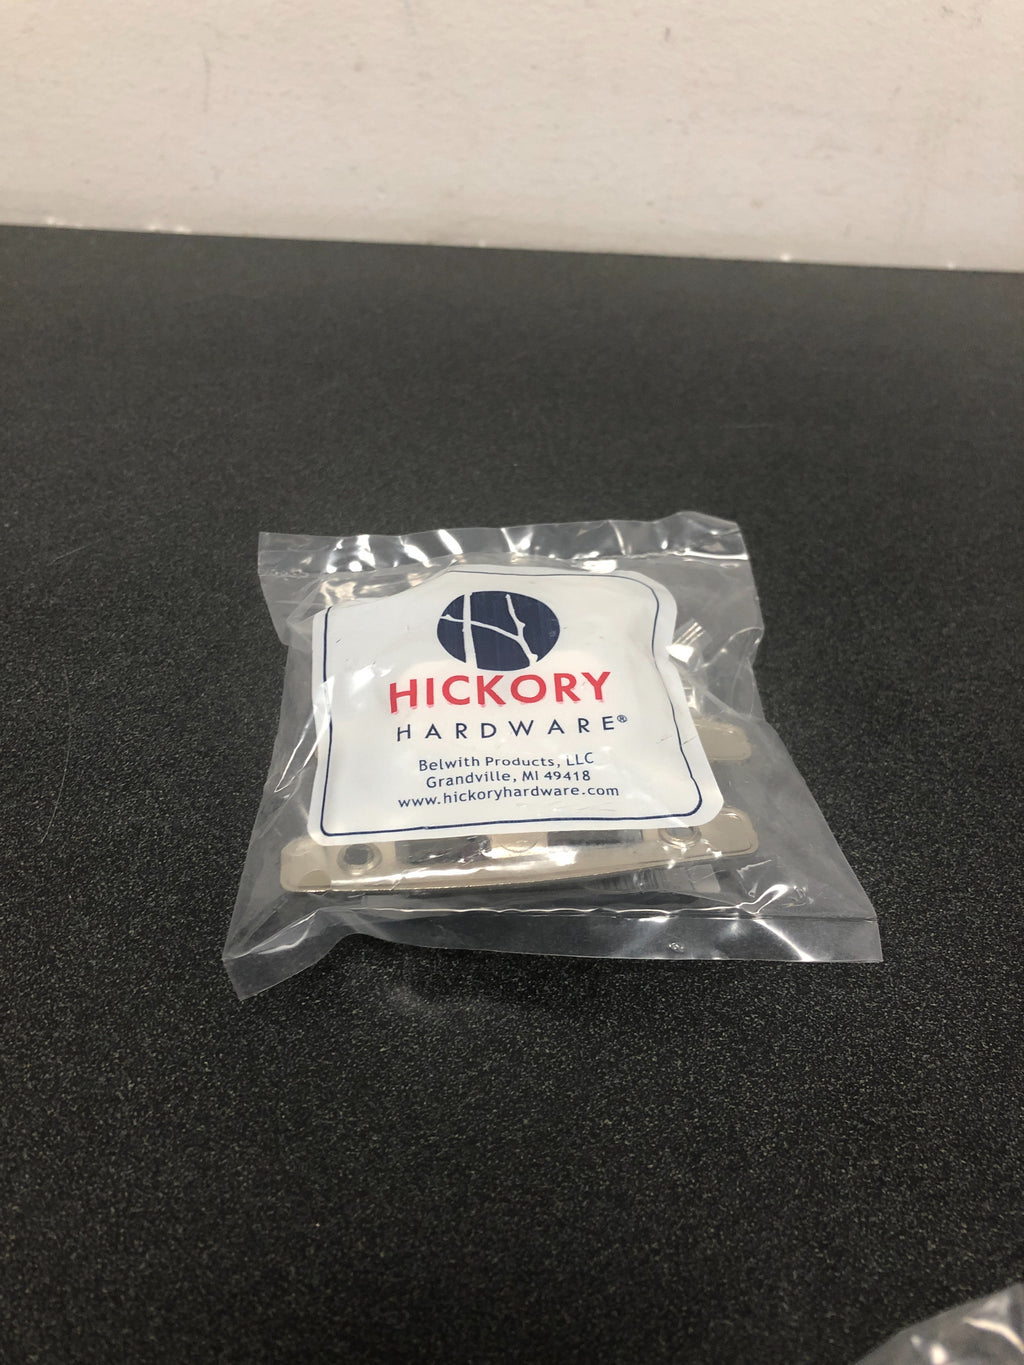 HICKORY
HARDWARE®
Belwith Products, LLC
Grandville, MI 49418
www.hickoryhardware.com